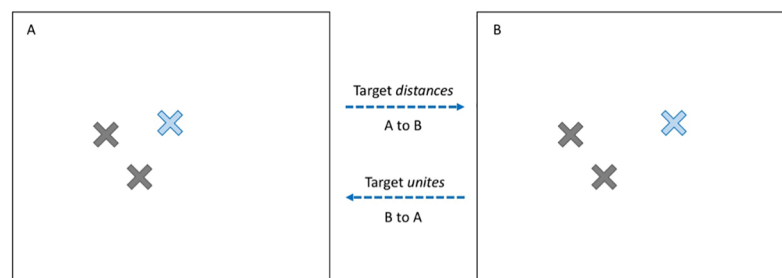 A
Target distances
A to B
Target unites
B to A
B